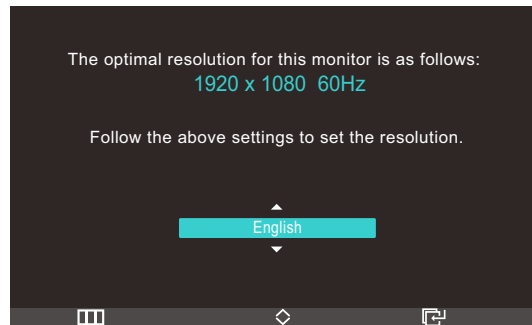 The optimal resolution for this monitor is as follows:
1920 x 1080 60Hz
Follow the above settings to set the resolution.
English